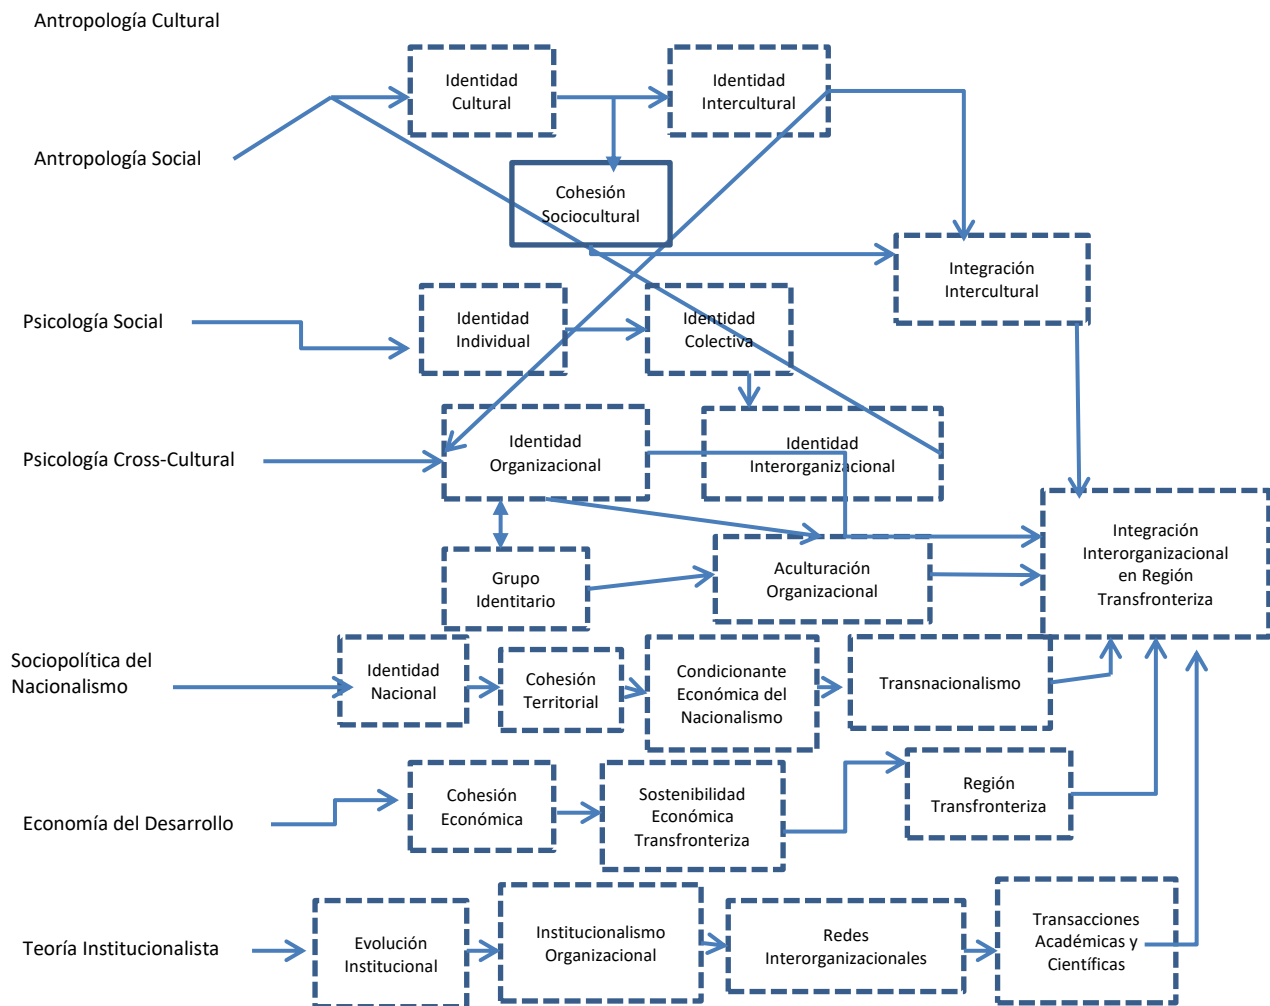 Antropología Cultural
Identidad
Cultural
Identidad
Intercultural
Antropología Social
Cohesión
Sociocultural
Integración
Intercultural
Psicología Social
Identidad
Individual
Identidad
Colectiva
Psicología Cross-Cultural
Identidad
Organizacional
Identidad
Interorganizacional
Integración
Interorganizacional
en Región
Transfronteriza
Grupo
Identitario
Aculturación
Organizacional
Sociopolítica del
Nacionalismo
Identidad
Nacional
Cohesión
Territorial
Condicionante
Económica del
Nacionalismo
Transnacionalismo
Economía del Desarrollo
Cohesión
Económica
Sostenibilidad
Económica
Transfronteriza
Región
Transfronteriza
Teoría Institucionalista
Evolución
Institucional
Institucionalismo
Organizacional
Redes
Interorganizacionales
Transacciones
Académicas y
Científicas